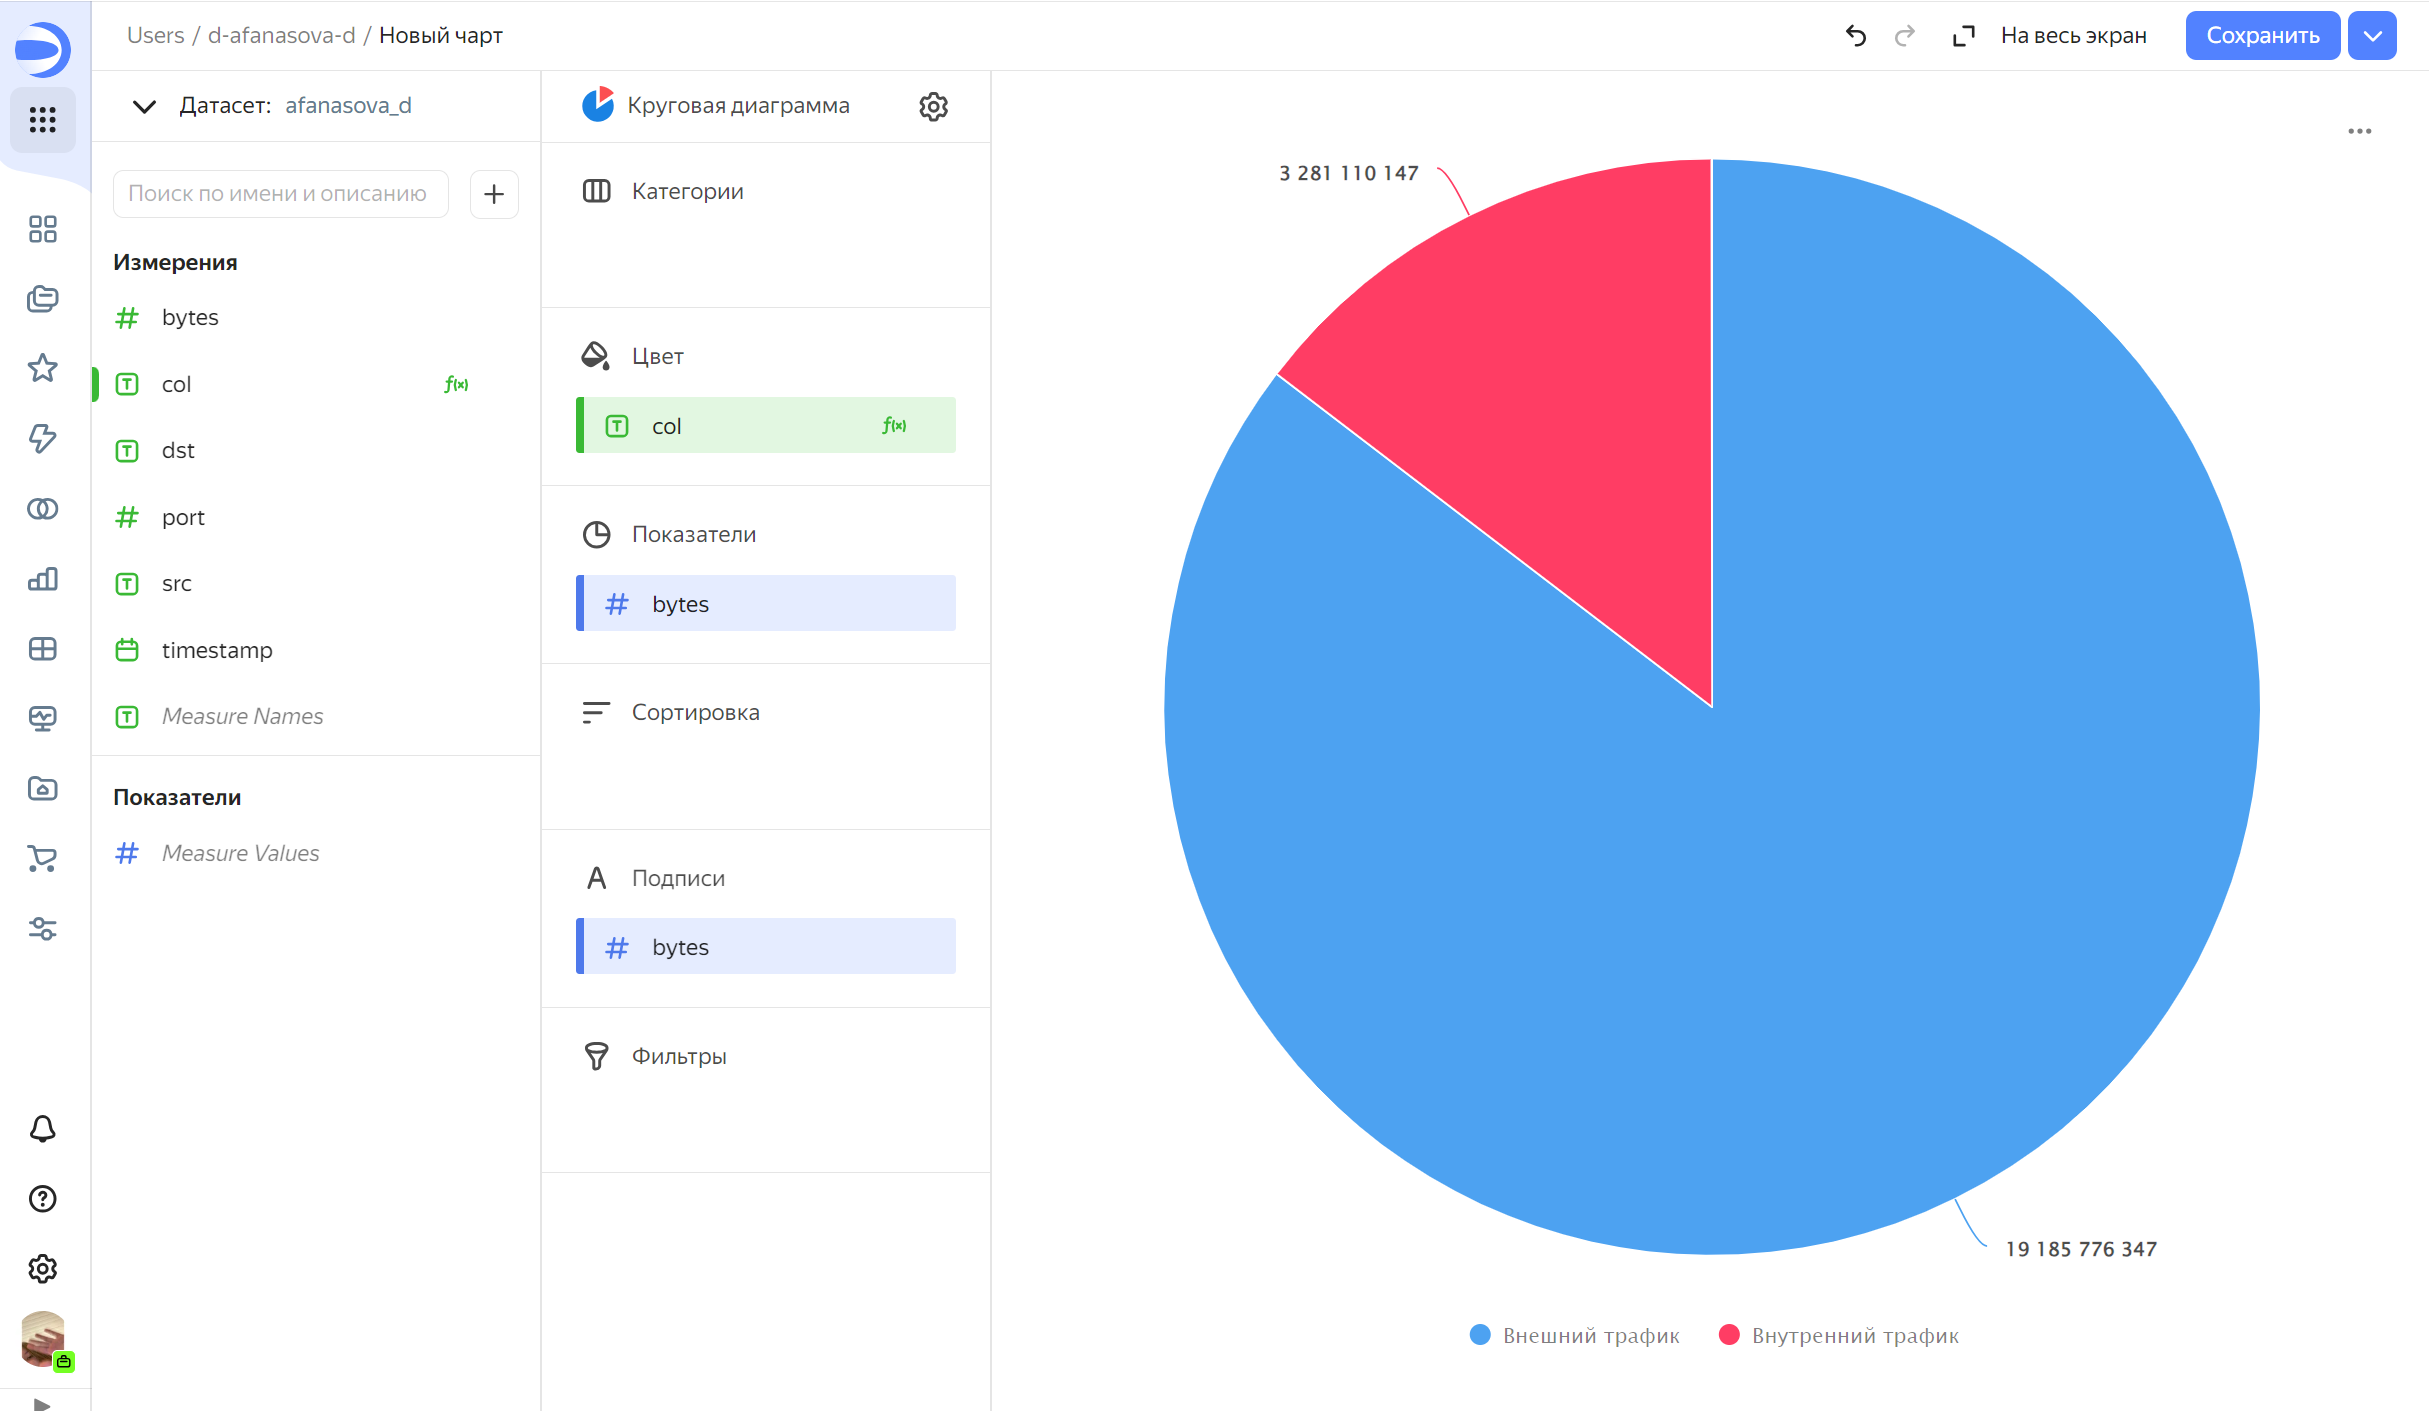 Users / d-afanasova-d / Новый чарт
На весь экран
Сохранить
Датасет: afanasova_d
Поиск по имени и описанию
Измерения
bytes
col
f(x)
dst
port
src
timestamp
Measure Names
Показатели
Measure Values
Круговая диаграмма
Категории
Цвет
col
f(x)
Показатели
bytes
Сортировка
Подписи
bytes
Фильтры
3 281 110 147
19 185 776 347
Внешний трафик
Внутренний трафик